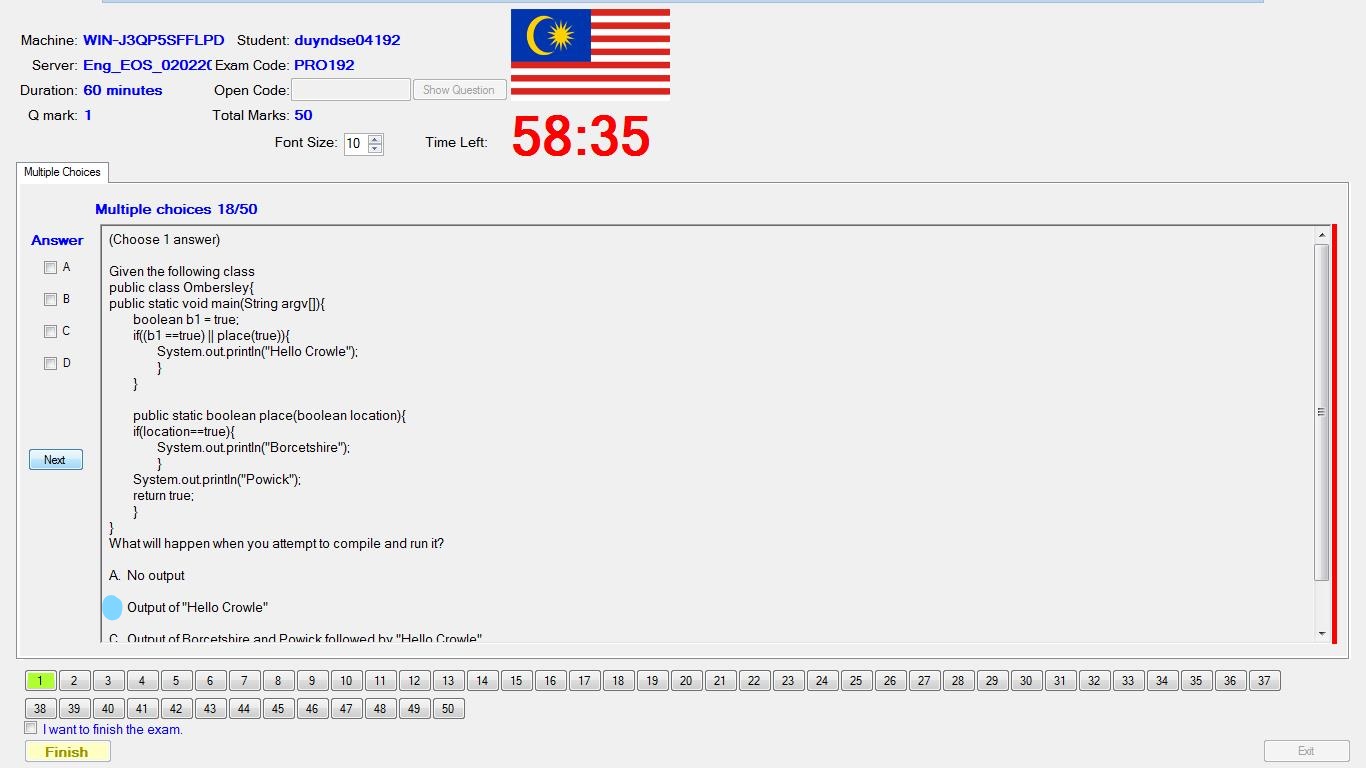 Machine: WIN-J3QP5SFFLPD Student: duyndse04192
Server: Eng_EOS_020220 Exam Code: PRO192
Duration: 60 minutes Open Code: Show Question
Q mark: 1 Total Marks: 50
Font Size: 10 Time Left: 58:35
Multiple Choices
Multiple choices 18/50
Answer
A
B
C
D
Next
(Choose 1 answer)
Given the following class
public class Ombersley{
public static void main(String argv[]){
boolean b1 = true;
if((b1 ==true) || place(true)){
System.out.println("Hello Crowle");
}
}
public static boolean place(boolean location){
if(location==true){
System.out.println("Borcetshire");
}
System.out.println("Powick");
return true;
}
}
What will happen when you attempt to compile and run it?
A. No output
Output of "Hello Crowle"
C. Output of Borcetshire and Powick followed by "Hello Crowle"
1 2 3 4 5 6 7 8 9 10 11 12 13 14 15 16 17 18 19 20 21 22 23 24 25 26 27 28 29 30 31 32 33 34 35 36 37
38 39 40 41 42 43 44 45 46 47 48 49 50
I want to finish the exam.
Finish Exit